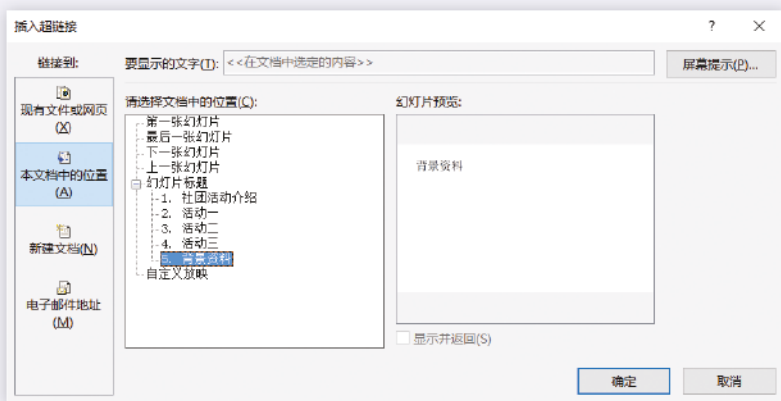 插入超链接
? ×
链接到:
要显示的文字(T): <<在文档中选定的内容>>
屏幕提示(P)...
现有文件或网页(X)
本文档中的位置(A)
新建文档(N)
电子邮件地址(M)
请选择文档中的位置(C):
第一张幻灯片
最后一张幻灯片
下一张幻灯片
上一张幻灯片
幻灯片标题
1. 社团活动介绍
2. 活动一
3. 活动二
4. 活动三
5. 背景资料
自定义放映
幻灯片预览:
背景资料
显示并返回(S)
确定
取消